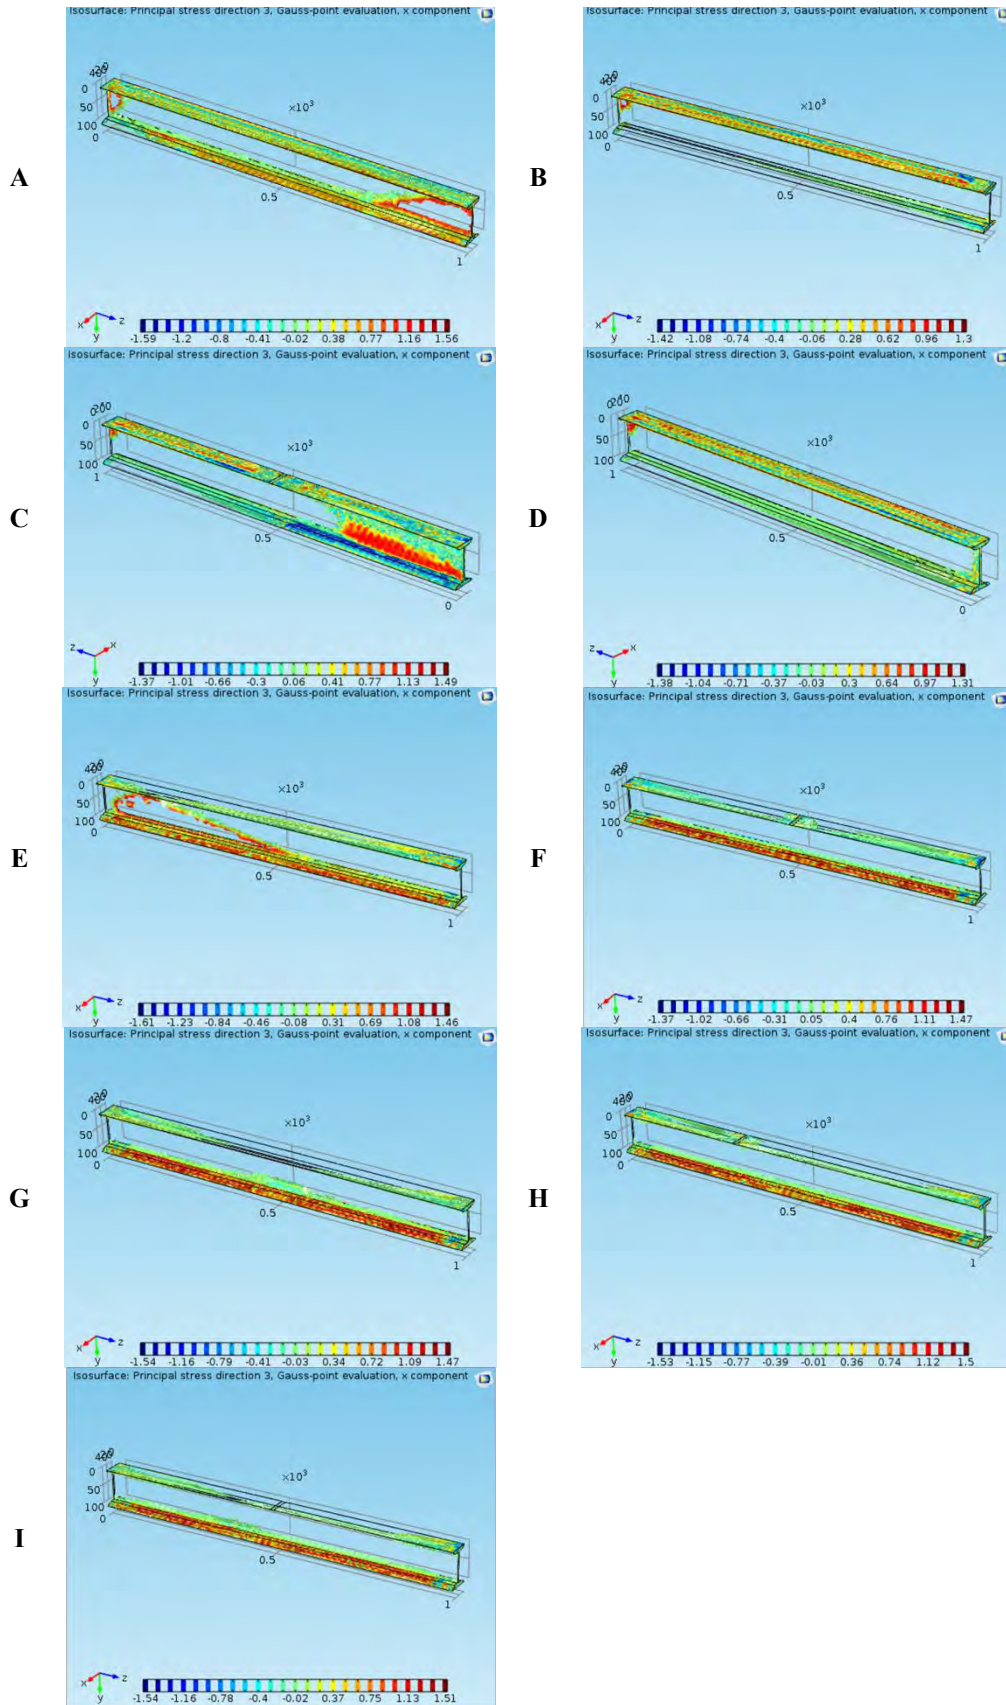 Isosurface: Principal stress direction 3, Gauss-point evaluation, x component
0
50
100
0
×10³
0.5
1
A
x
y
z
-1.59 -1.2 -0.8 -0.41 -0.02 0.38 0.77 1.16 1.56
Isosurface: Principal stress direction 3, Gauss-point evaluation, x component
0
50
100
0
×10³
0.5
1
B
x
y
z
-1.42 -1.08 -0.74 -0.4 -0.06 0.28 0.62 0.96 1.3
Isosurface: Principal stress direction 3, Gauss-point evaluation, x component
0
50
100
1
×10³
0.5
0
C
z
x
y
-1.37 -1.01 -0.66 -0.3 0.06 0.41 0.77 1.13 1.49
Isosurface: Principal stress direction 3, Gauss-point evaluation, x component
0
50
100
1
×10³
0.5
0
D
z
x
y
-1.38 -1.04 -0.71 -0.37 -0.03 0.3 0.64 0.97 1.31
Isosurface: Principal stress direction 3, Gauss-point evaluation, x component
0
50
100
0
×10³
0.5
1
E
x
y
z
-1.61 -1.23 -0.84 -0.46 -0.08 0.31 0.69 1.08 1.46
Isosurface: Principal stress direction 3, Gauss-point evaluation, x component
0
50
100
0
×10³
0.5
1
F
x
y
z
-1.37 -1.02 -0.66 -0.31 0.05 0.4 0.76 1.11 1.47
Isosurface: Principal stress direction 3, Gauss-point evaluation, x component
0
50
100
0
×10³
0.5
1
G
x
y
z
-1.54 -1.16 -0.79 -0.41 -0.03 0.34 0.72 1.09 1.47
Isosurface: Principal stress direction 3, Gauss-point evaluation, x component
0
50
100
0
×10³
0.5
1
H
x
y
z
-1.53 -1.15 -0.77 -0.39 -0.01 0.36 0.74 1.12 1.5
Isosurface: Principal stress direction 3, Gauss-point evaluation, x component
0
50
100
0
×10³
0.5
1
I
x
y
z
-1.54 -1.16 -0.78 -0.4 -0.02 0.37 0.75 1.13 1.51